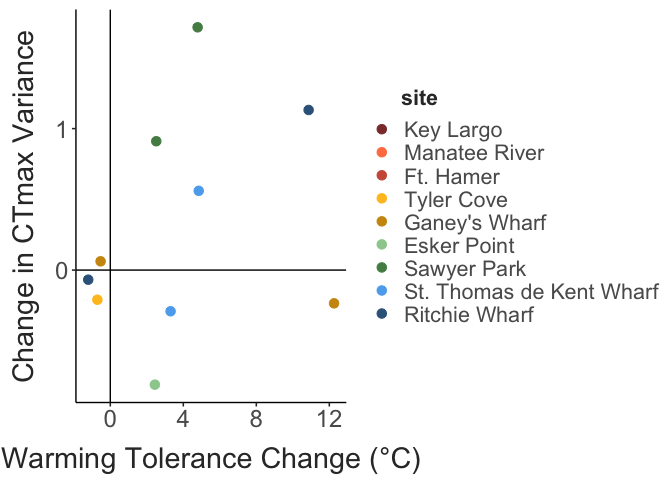 Change in CTmax Variance
1
0
0 4 8 12
Warming Tolerance Change (°C)
site
Key Largo
Manatee River
Ft. Hamer
Tyler Cove
Ganey's Wharf
Esker Point
Sawyer Park
St. Thomas de Kent Wharf
Ritchie Wharf